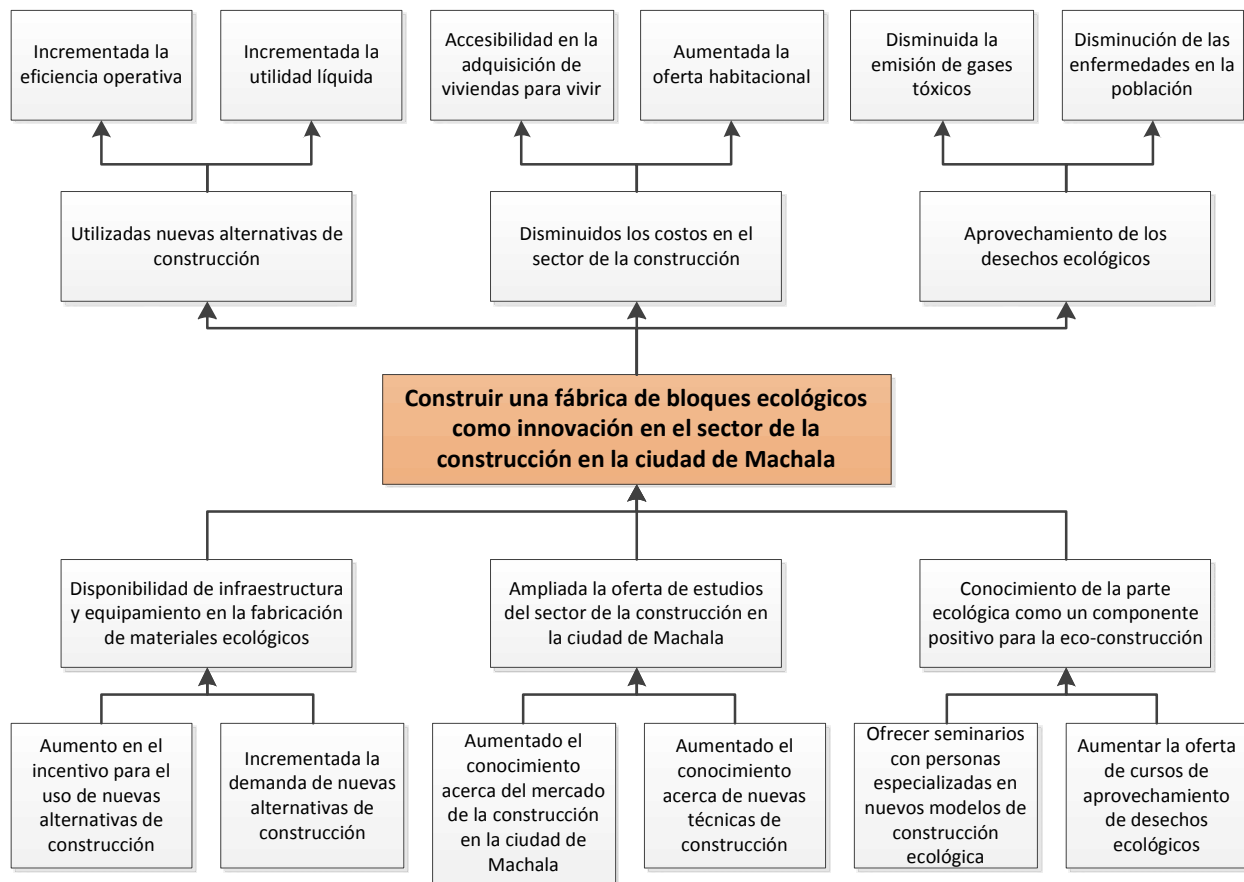 Incrementada la
eficiencia operativa
Incrementada la
utilidad líquida
Accesibilidad en la
adquisición de
viviendas para vivir
Aumentada la
oferta habitacional
Disminuida la
emisión de gases
tóxicos
Disminución de las
enfermedades en la
población
Utilizadas nuevas alternativas de
construcción
Disminuidos los costos en el
sector de la construcción
Aprovechamiento de los
desechos ecológicos
Construir una fábrica de bloques ecológicos
como innovación en el sector de la
construcción en la ciudad de Machala
Disponibilidad de infraestructura
y equipamiento en la fabricación
de materiales ecológicos
Ampliada la oferta de estudios
del sector de la construcción en
la ciudad de Machala
Conocimiento de la parte
ecológica como un componente
positivo para la eco-construcción
Aumento en el
incentivo para el
uso de nuevas
alternativas de
construcción
Incrementada la
demanda de nuevas
alternativas de
construcción
Aumentado el
conocimiento
acerca del mercado
de la construcción
en la ciudad de
Machala
Aumentado el
conocimiento
acerca de nuevas
técnicas de
construcción
Ofrecer seminarios
con personas
especializadas en
nuevos modelos de
construcción
ecológica
Aumentar la oferta
de cursos de
aprovechamiento
de desechos
ecológicos